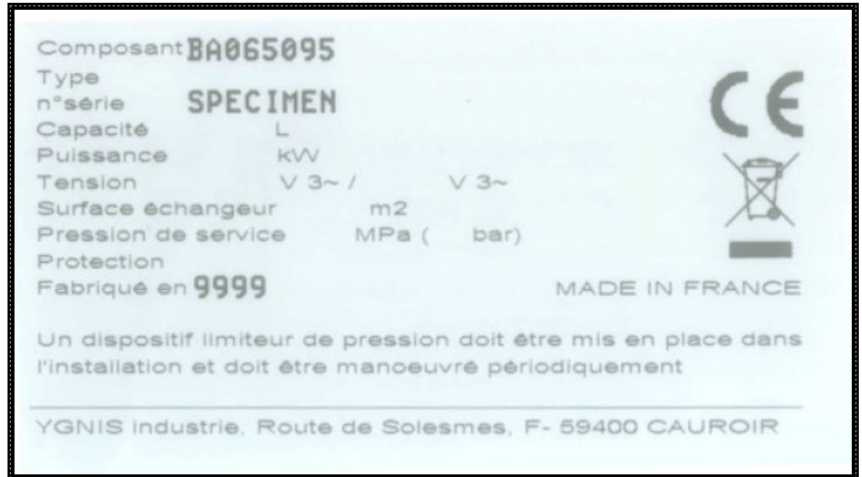 Composant BA065095
Type
n°série SPECIMEN
Capacité L
Puissance kW
Tension V 3~ / V 3~
Surface échangeur m2
Pression de service MPa ( bar)
Protection
Fabriqué en 9999 MADE IN FRANCE
CE
Un dispositif limiteur de pression doit être mis en place dans
l'installation et doit être manoeuvré périodiquement
YGNIS Industrie, Route de Solesmes, F- 59400 CAUROIR